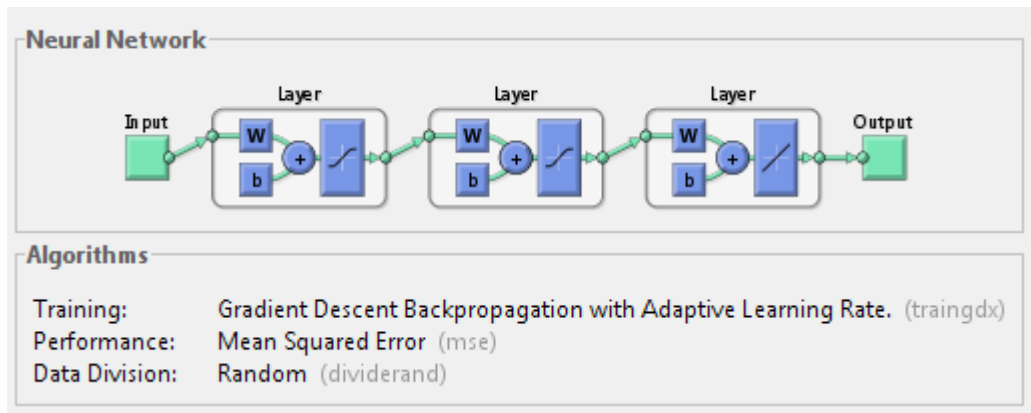 Neural Network
Layer Layer Layer
Input Output
W W W
+ + +
b b b
Algorithms
Training: Gradient Descent Backpropagation with Adaptive Learning Rate. (traingdx)
Performance: Mean Squared Error (mse)
Data Division: Random (dividerand)